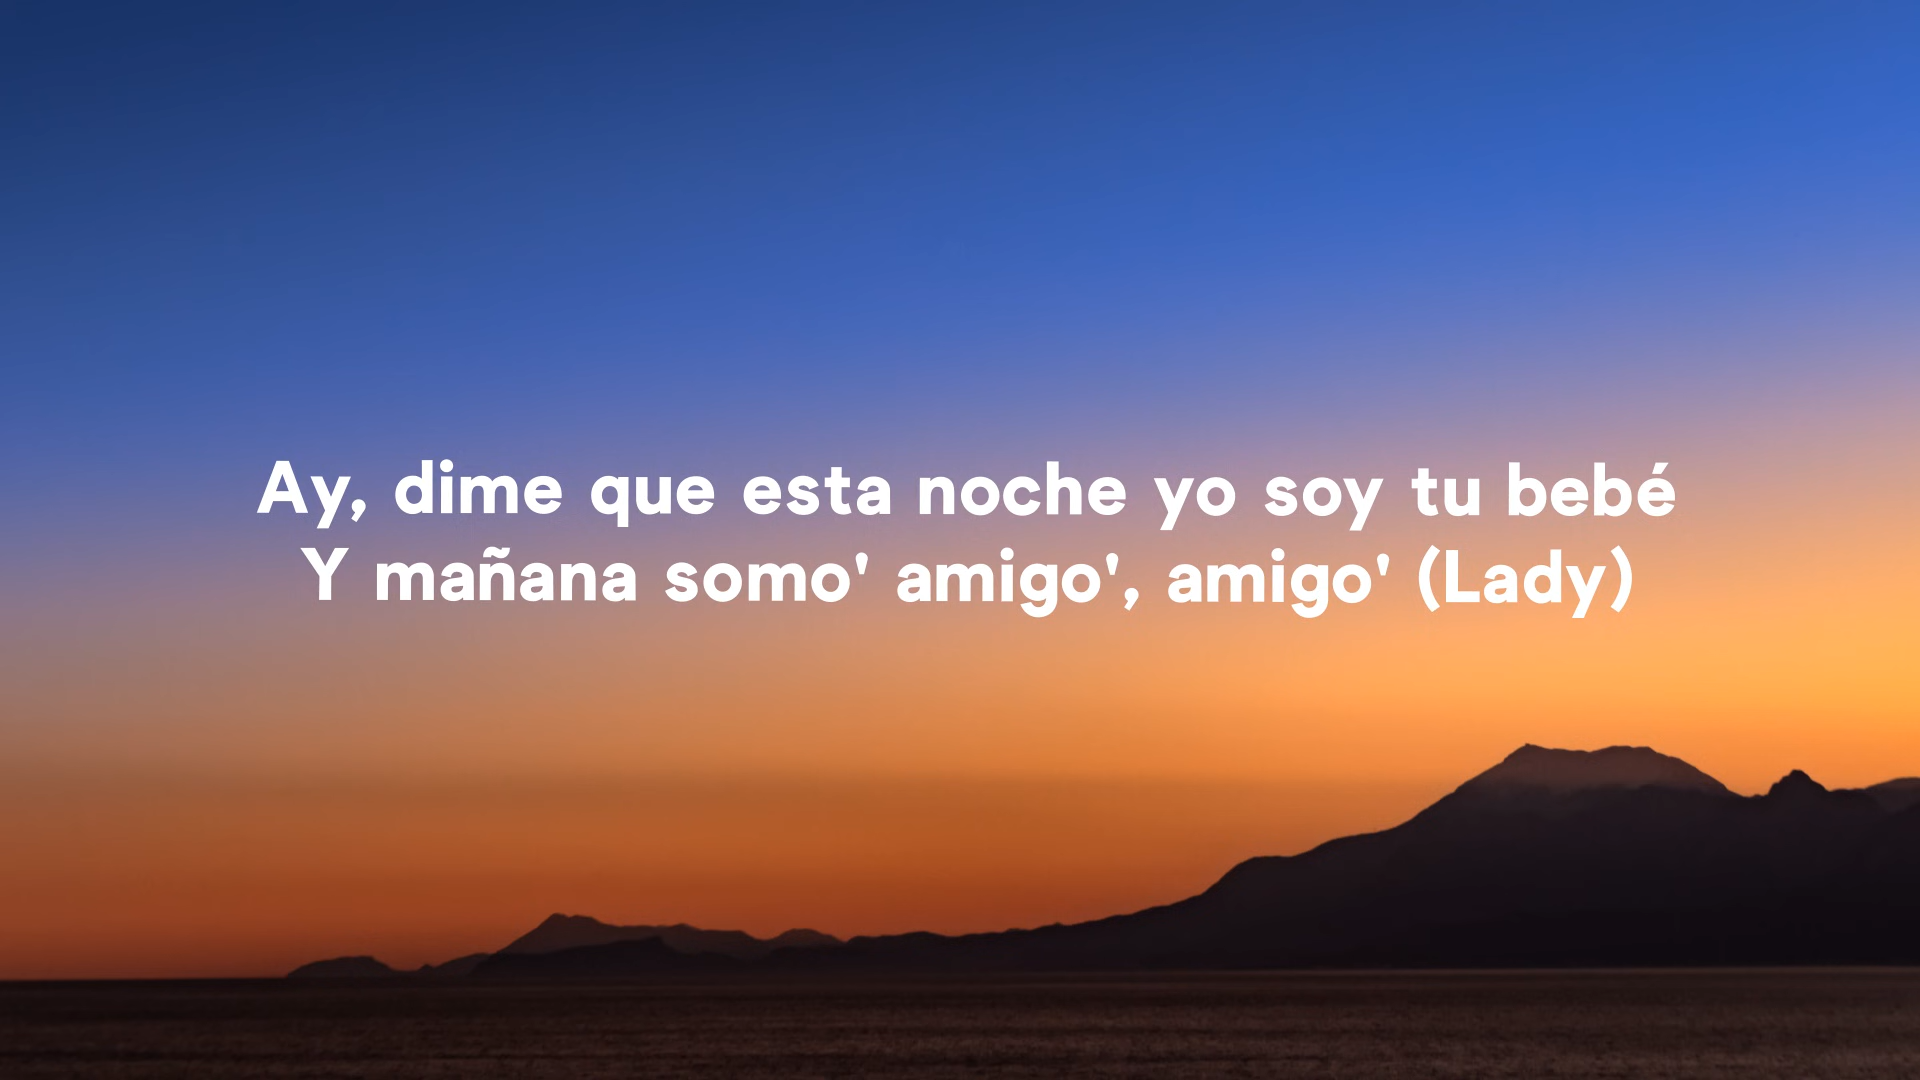 Ay, dime que esta noche yo soy tu bebé
Y mañana somo' amigo', amigo' (Lady)